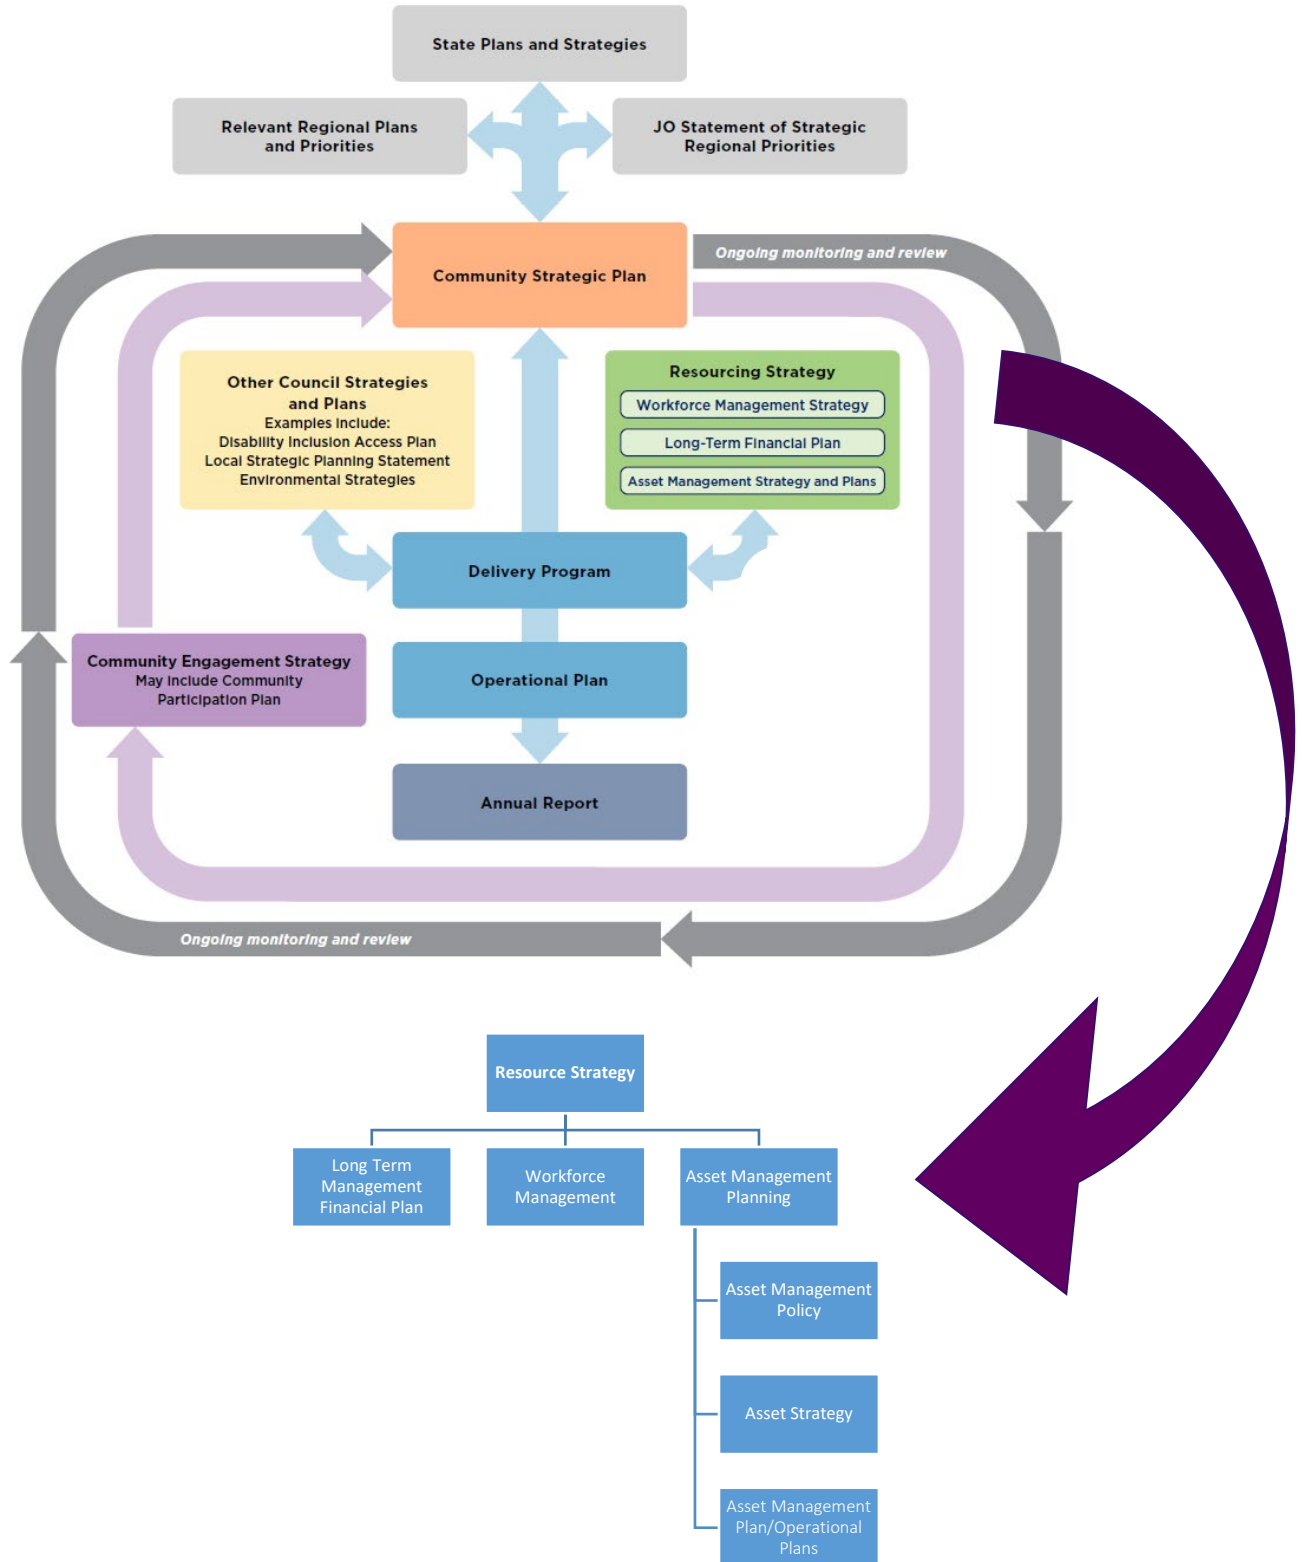 State Plans and Strategies
Relevant Regional Plans
and Priorities
JO Statement of Strategic
Regional Priorities
Community Strategic Plan
Ongoing monitoring and review
Other Council Strategies
and Plans
Examples include:
Disability Inclusion Access Plan
Local Strategic Planning Statement
Environmental Strategies
Resourcing Strategy
Workforce Management Strategy
Long-Term Financial Plan
Asset Management Strategy and Plans
Delivery Program
Community Engagement Strategy
May include Community
Participation Plan
Operational Plan
Annual Report
Ongoing monitoring and review
Resource Strategy
Long Term
Management
Financial Plan
Workforce
Management
Asset Management
Planning
Asset Management
Policy
Asset Strategy
Asset Management
Plan/Operational
Plans